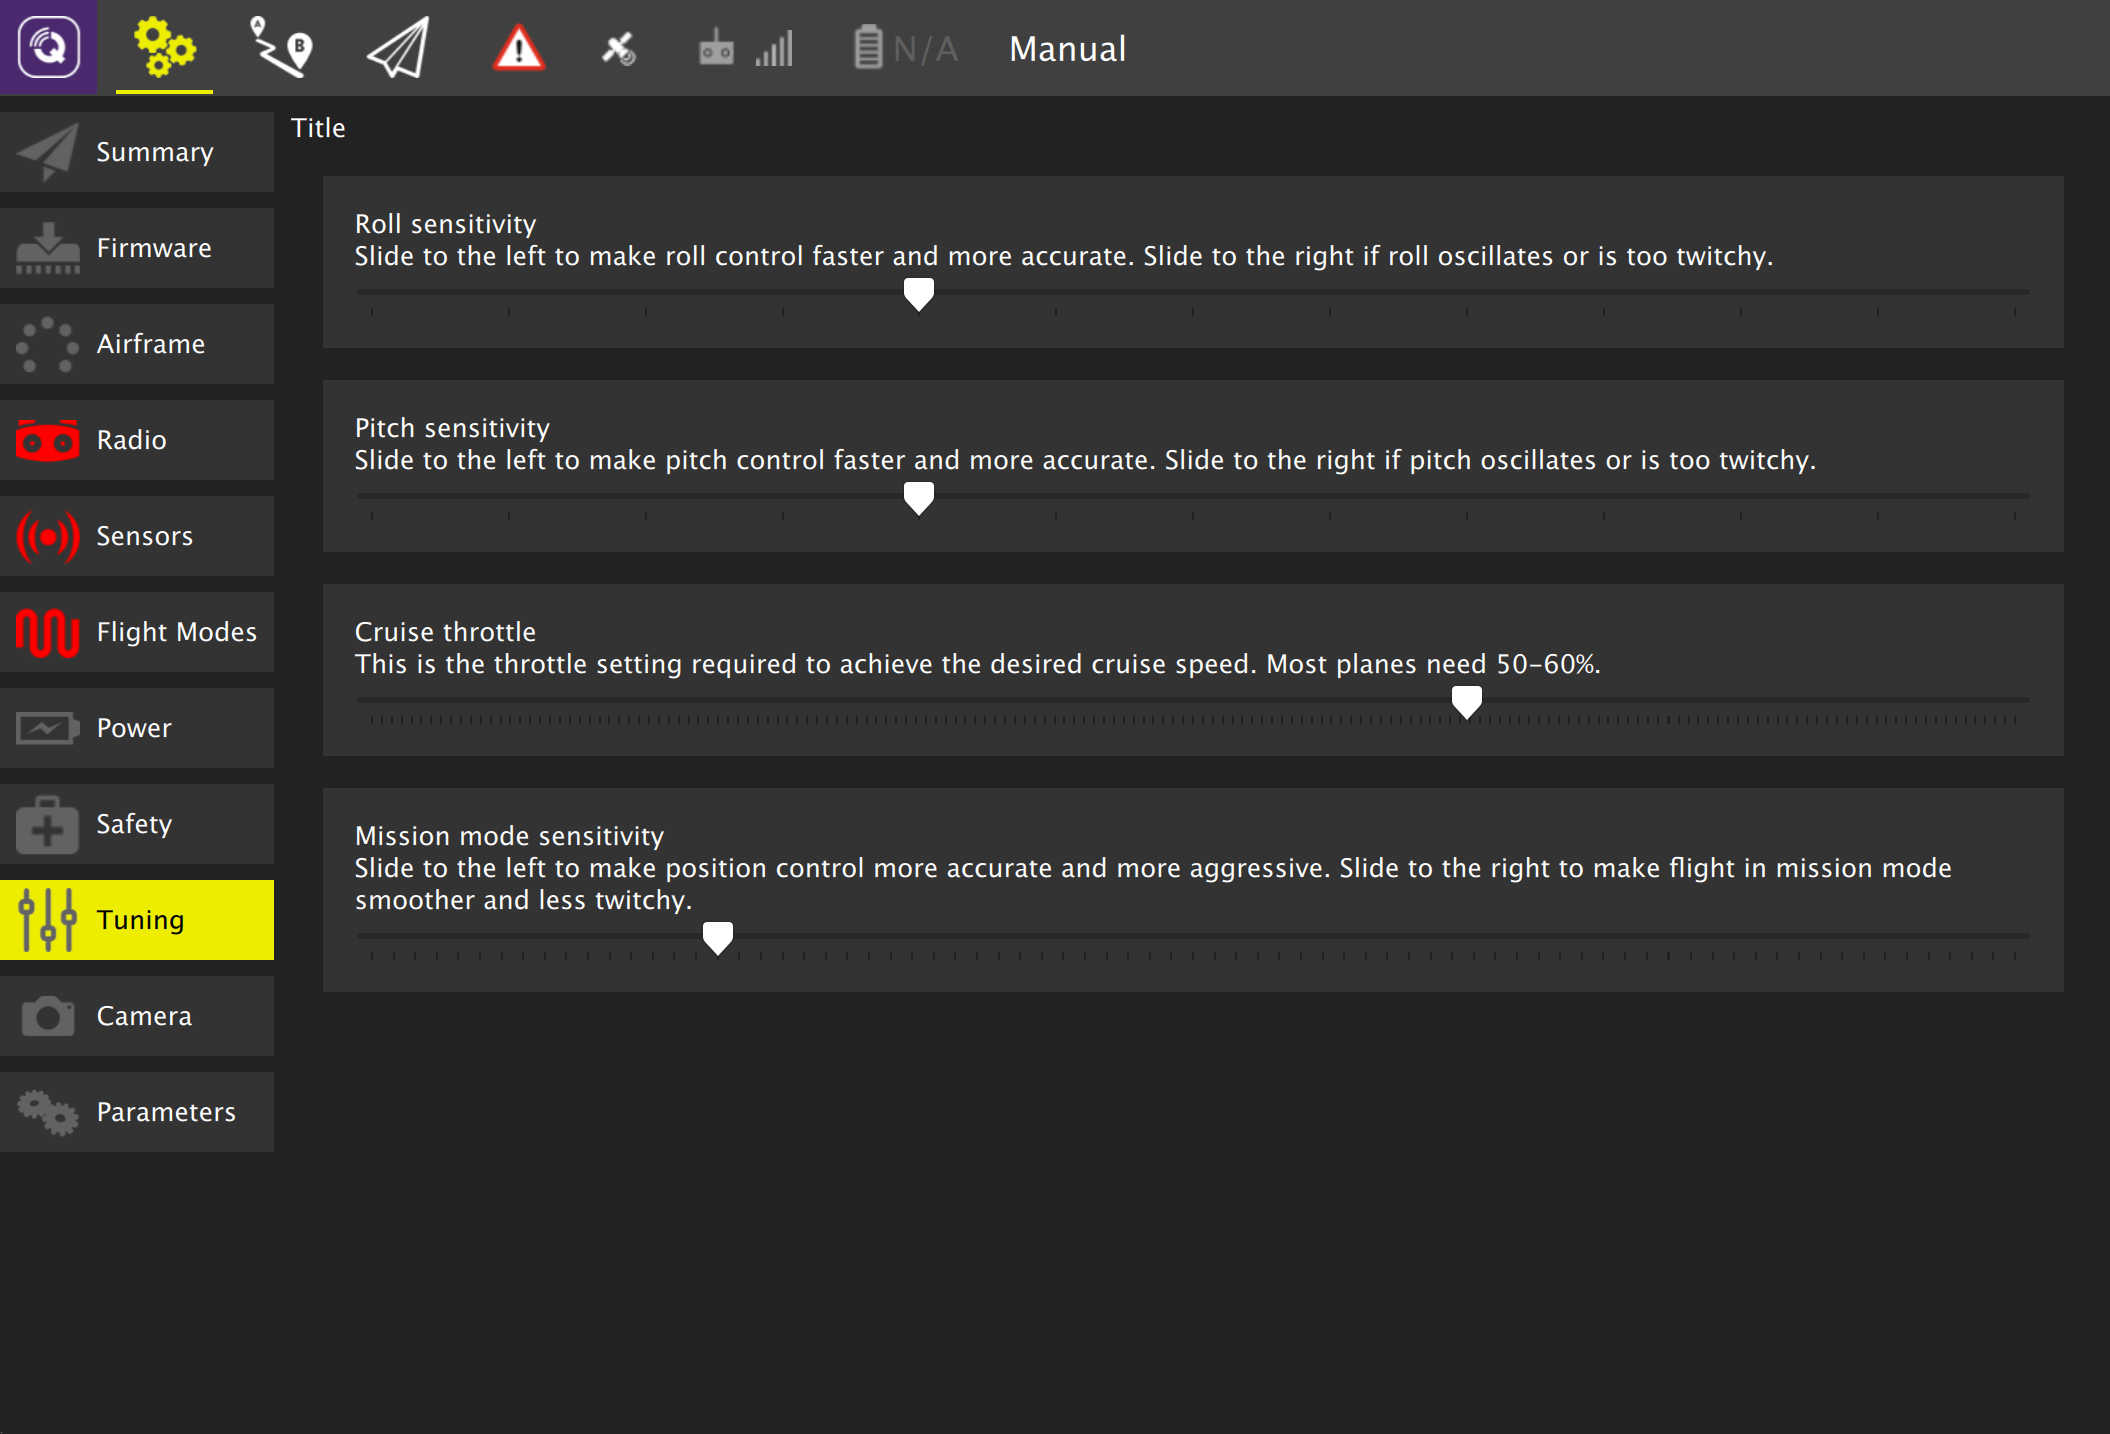 N/A
Manual
Title
Summary
Firmware
Airframe
Radio
Sensors
Flight Modes
Power
Safety
Tuning
Camera
Parameters
Roll sensitivity
Slide to the left to make roll control faster and more accurate. Slide to the right if roll oscillates or is too twitchy.
Pitch sensitivity
Slide to the left to make pitch control faster and more accurate. Slide to the right if pitch oscillates or is too twitchy.
Cruise throttle
This is the throttle setting required to achieve the desired cruise speed. Most planes need 50-60%.
Mission mode sensitivity
Slide to the left to make position control more accurate and more aggressive. Slide to the right to make flight in mission mode
smoother and less twitchy.